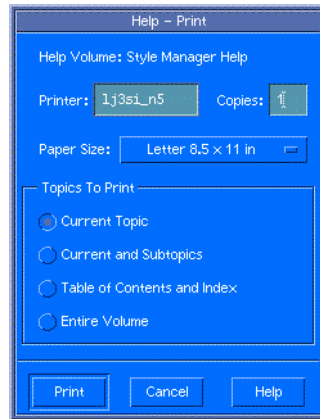 Help - Print
Help Volume: Style Manager Help
Printer: lj3si_n5 Copies: 1
Paper Size: Letter 8.5 x 11 in
Topics To Print
Current Topic
Current and Subtopics
Table of Contents and Index
Entire Volume
Print Cancel Help